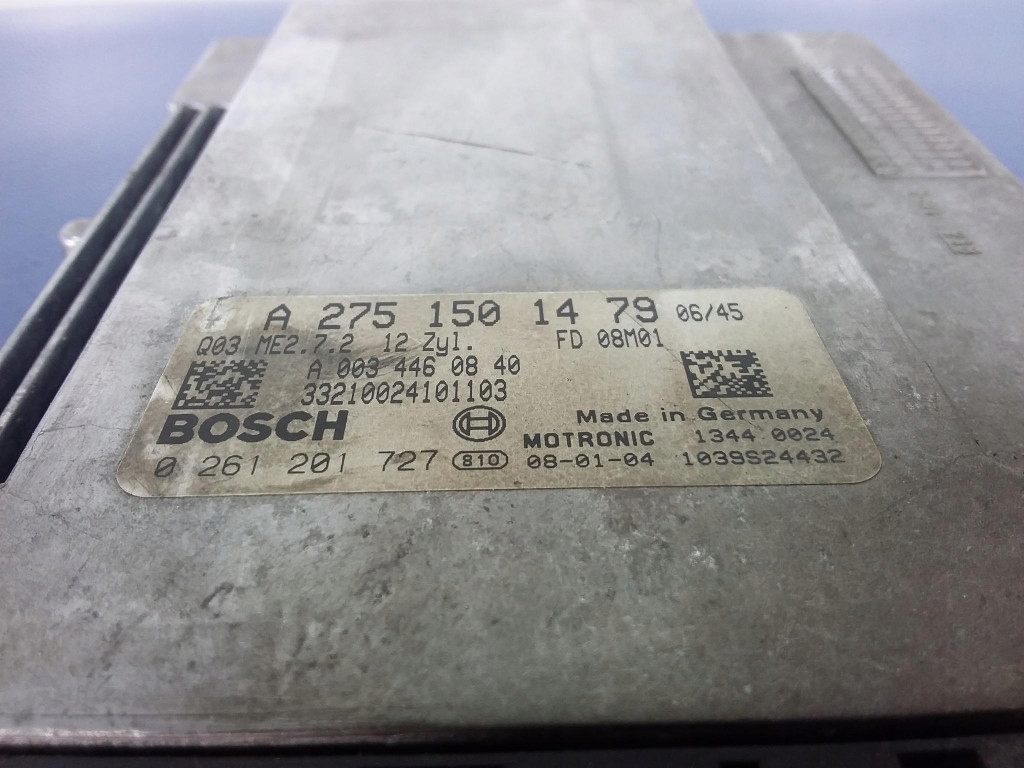 A 275 150 14 79 06/45
Q03 ME2.7.2 12 Zyl. FD 08M01
A 003 446 08 40
33210024101103
BOSCH Made in Germany
MOTRONIC 1344 0024
0 261 201 727 810 08-01-04 1039S24432